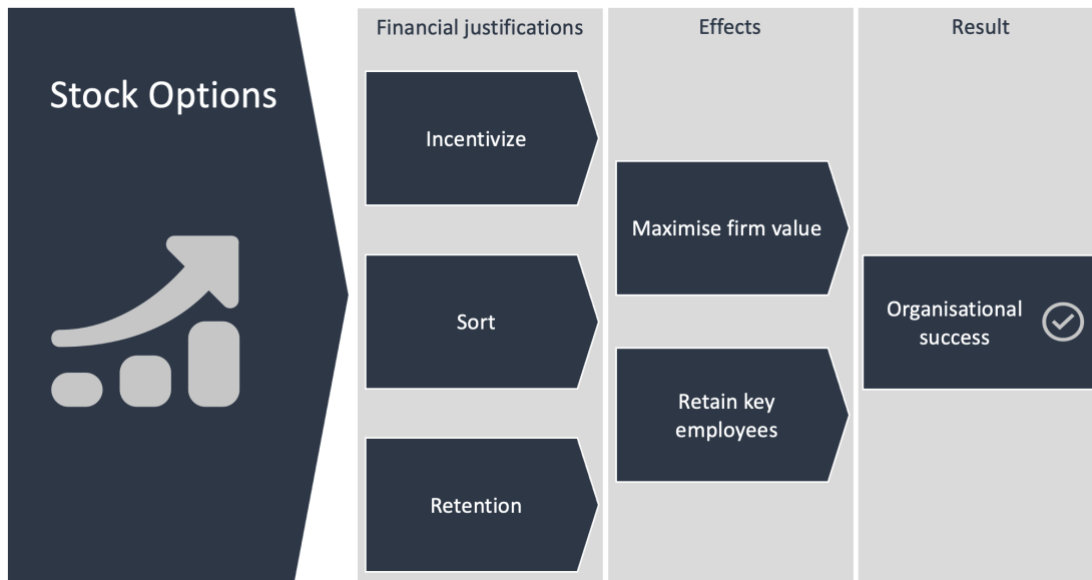 Stock Options
Financial justifications
Effects
Result
Incentivize
Sort
Retention
Maximise firm value
Retain key
employees
Organisational
success